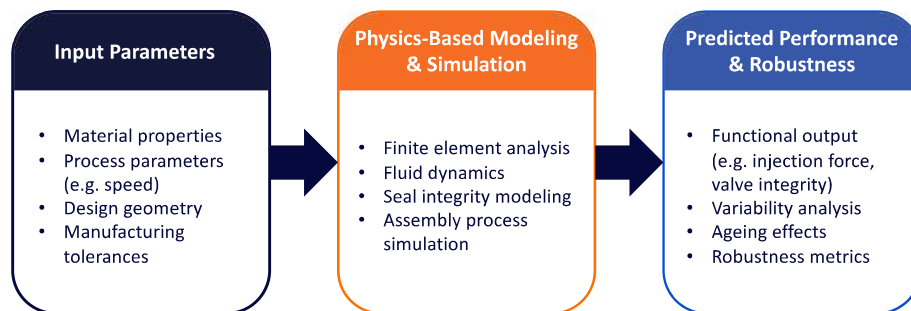 Input Parameters
• Material properties
• Process parameters
(e.g. speed)
• Design geometry
• Manufacturing
tolerances
Physics-Based Modeling
& Simulation
• Finite element analysis
• Fluid dynamics
• Seal integrity modeling
• Assembly process
simulation
Predicted Performance
& Robustness
• Functional output
(e.g. injection force,
valve integrity)
• Variability analysis
• Ageing effects
• Robustness metrics